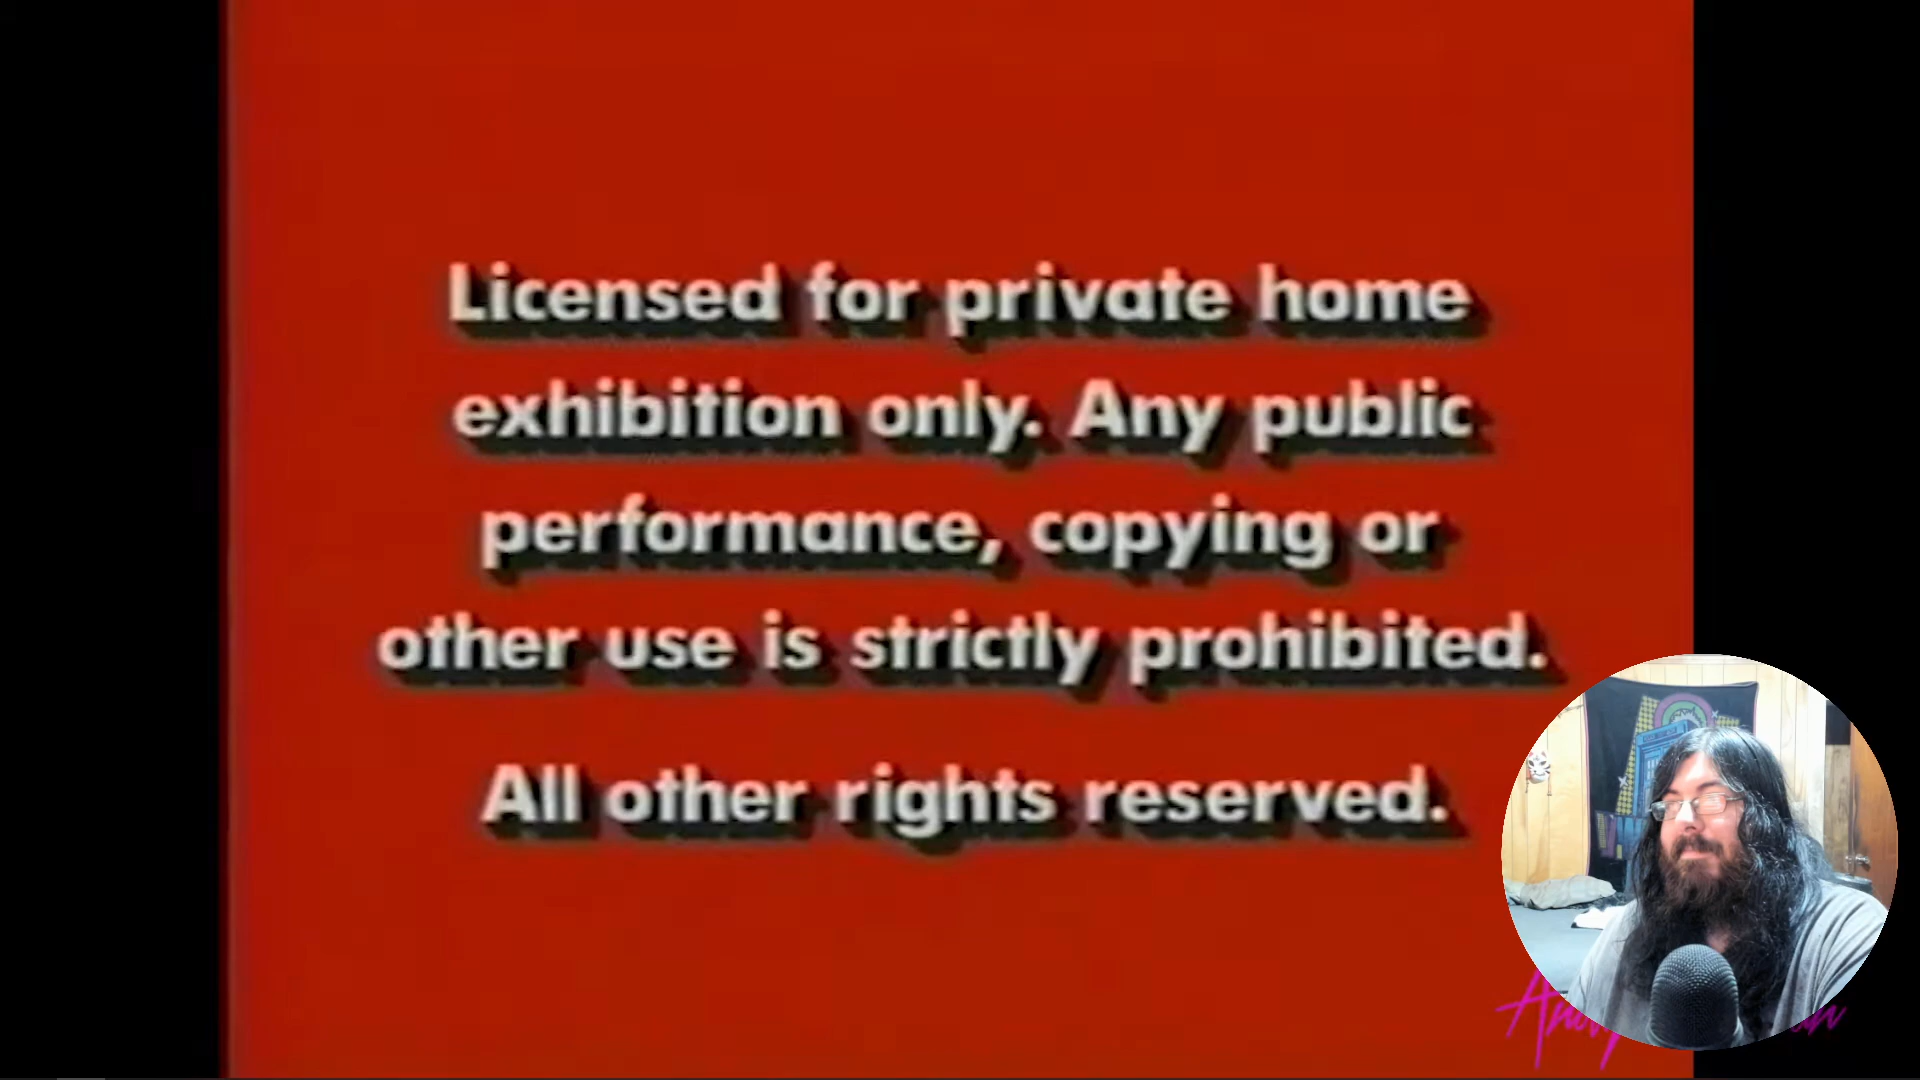 Licensed for private home
exhibition only. Any public
performance, copying or
other use is strictly prohibited.
All other rights reserved.